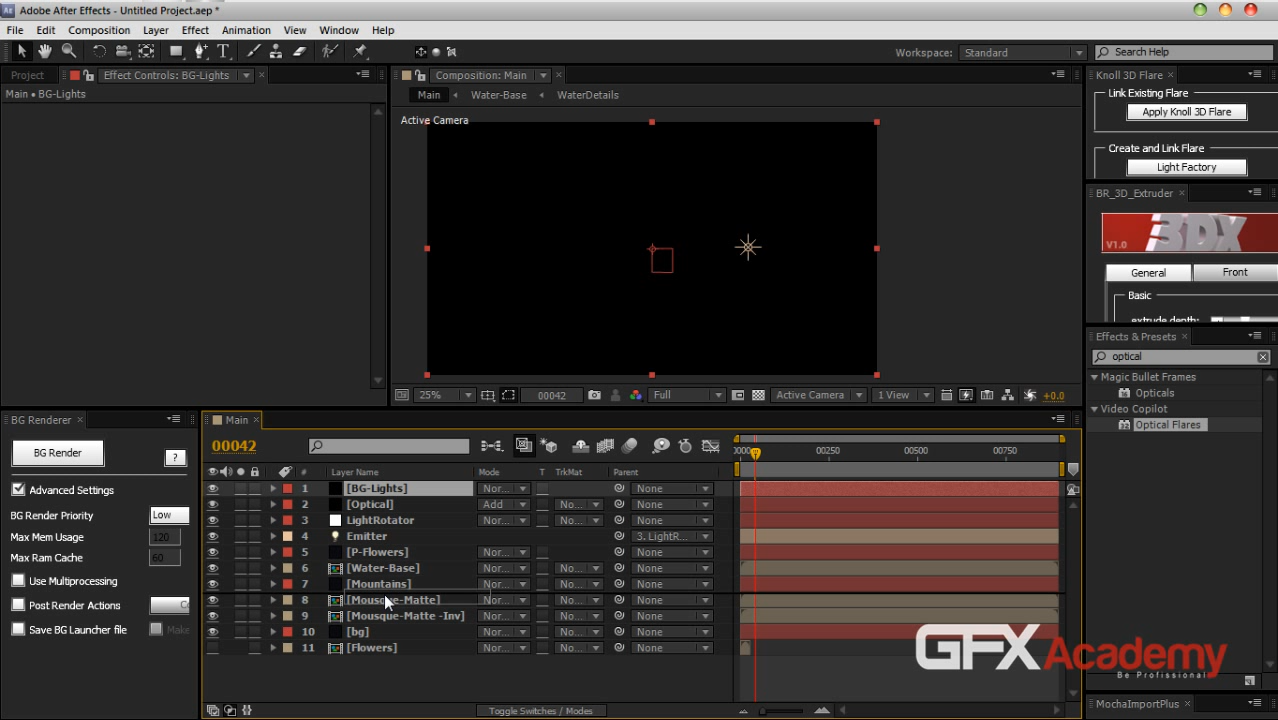 Adobe After Effects - Untitled Project.aep *
File Edit Composition Layer Effect Animation View Window Help
Workspace: Standard
Search Help
Project
Effect Controls: BG-Lights
Main • BG-Lights
Composition: Main
Main
Water-Base
WaterDetails
Active Camera
25%
00042
Full
Active Camera
1 View
+0.0
Knoll 3D Flare
Link Existing Flare
Apply Knoll 3D Flare
Create and Link Flare
Light Factory
BR_3D_Extruder
3DX
V1.0
General
Front
Basic
extrude depth:
Effects & Presets
optical
Magic Bullet Frames
Opticals
Video Copilot
Optical Flares
MochaImportPlus
BG Renderer
BG Render
?
Advanced Settings
BG Render Priority
Low
Max Mem Usage
120
Max Ram Cache
60
Use Multiprocessing
Post Render Actions
Save BG Launcher file
Make
Main
00042
00250 00500 00750
# Layer Name Mode T TrkMat Parent
1 [BG-Lights] Nor... None
2 [Optical] Add No... None
3 LightRotator Nor... No... None
4 Emitter 3. LightR...
5 [P-Flowers] Nor... None
6 [Water-Base] Nor... No... None
7 [Mountains] Nor... No... None
8 [Mousque-Matte] Nor... No... None
9 [Mousque-Matte -Inv] Nor... No... None
10 [bg] Nor... No... None
11 [Flowers] Nor... No... None
Toggle Switches / Modes
GFXAcademy
Be Profissional